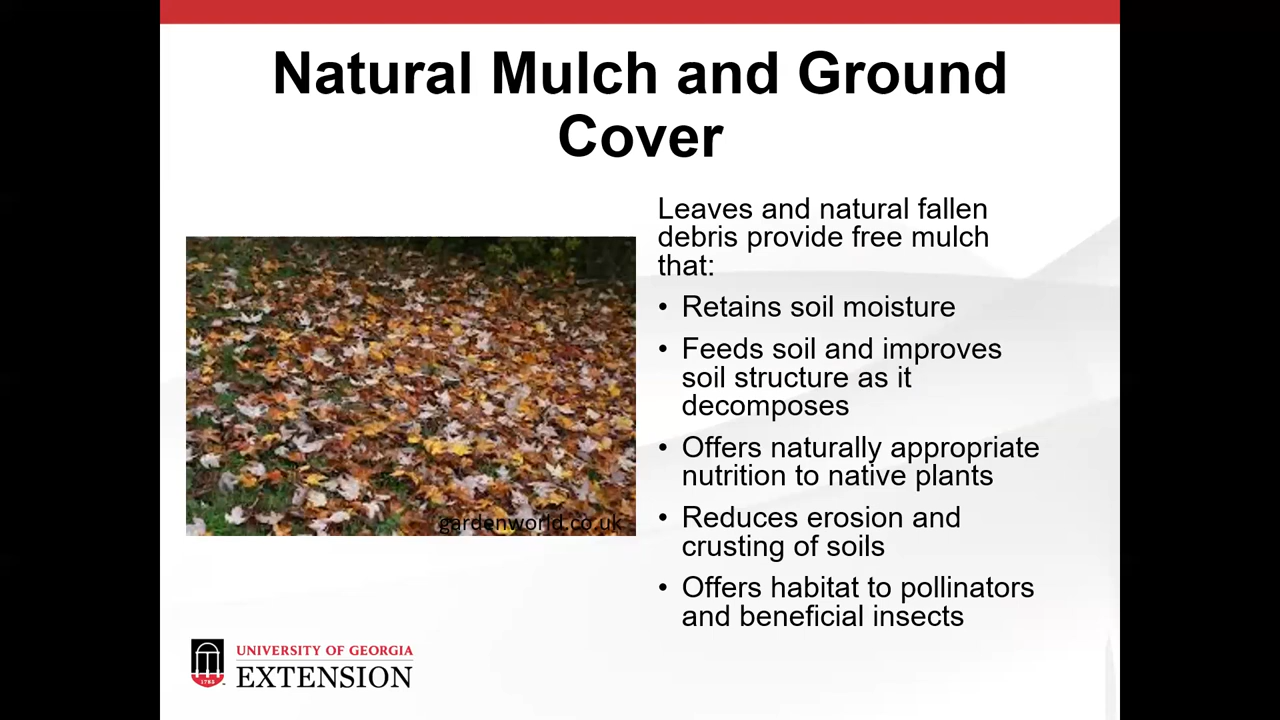 Natural Mulch and Ground
Cover
Leaves and natural fallen
debris provide free mulch
that:
• Retains soil moisture
• Feeds soil and improves
soil structure as it
decomposes
• Offers naturally appropriate
nutrition to native plants
• Reduces erosion and
crusting of soils
• Offers habitat to pollinators
and beneficial insects
gardenworld.co.uk
1785
UNIVERSITY OF GEORGIA
EXTENSION